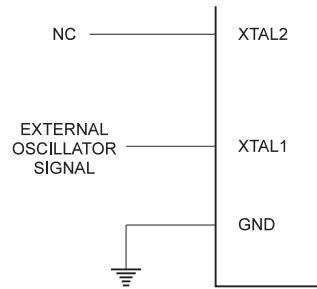 NC XTAL2
EXTERNAL
OSCILLATOR XTAL1
SIGNAL
GND